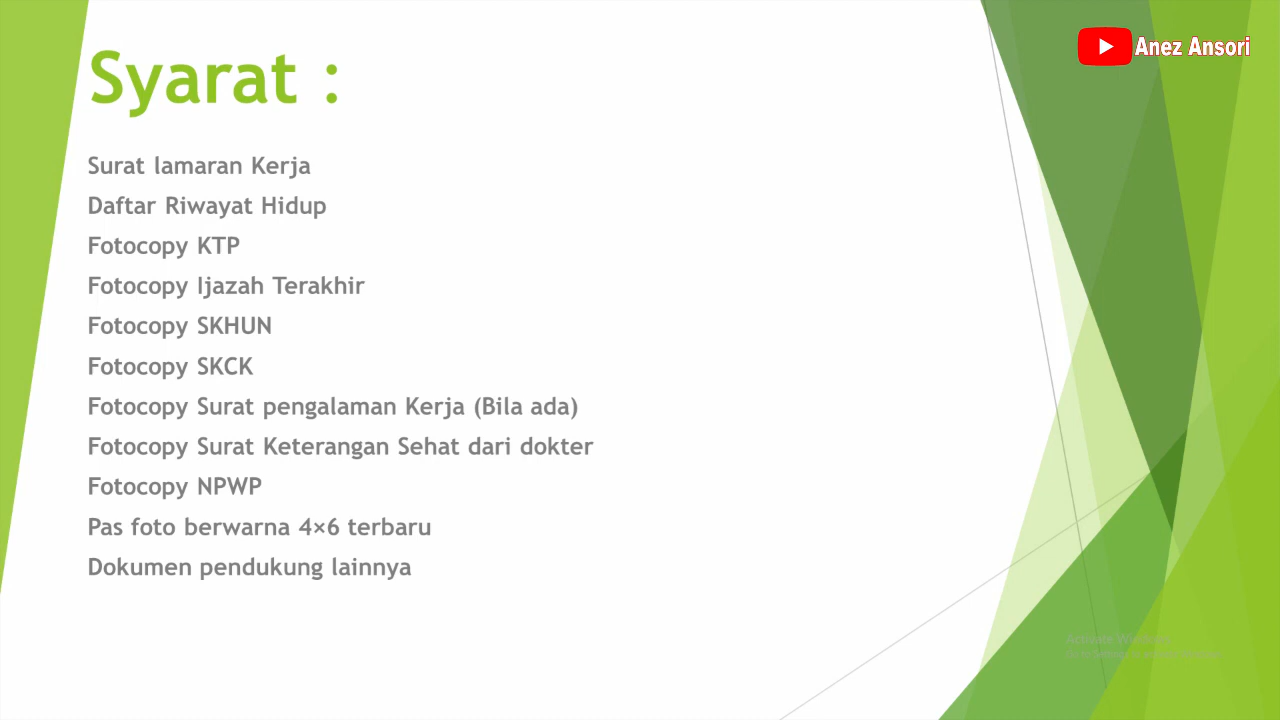 Anez Ansori
Syarat :
Surat lamaran Kerja
Daftar Riwayat Hidup
Fotocopy KTP
Fotocopy Ijazah Terakhir
Fotocopy SKHUN
Fotocopy SKCK
Fotocopy Surat pengalaman Kerja (Bila ada)
Fotocopy Surat Keterangan Sehat dari dokter
Fotocopy NPWP
Pas foto berwarna 4×6 terbaru
Dokumen pendukung lainnya
Activate Windows